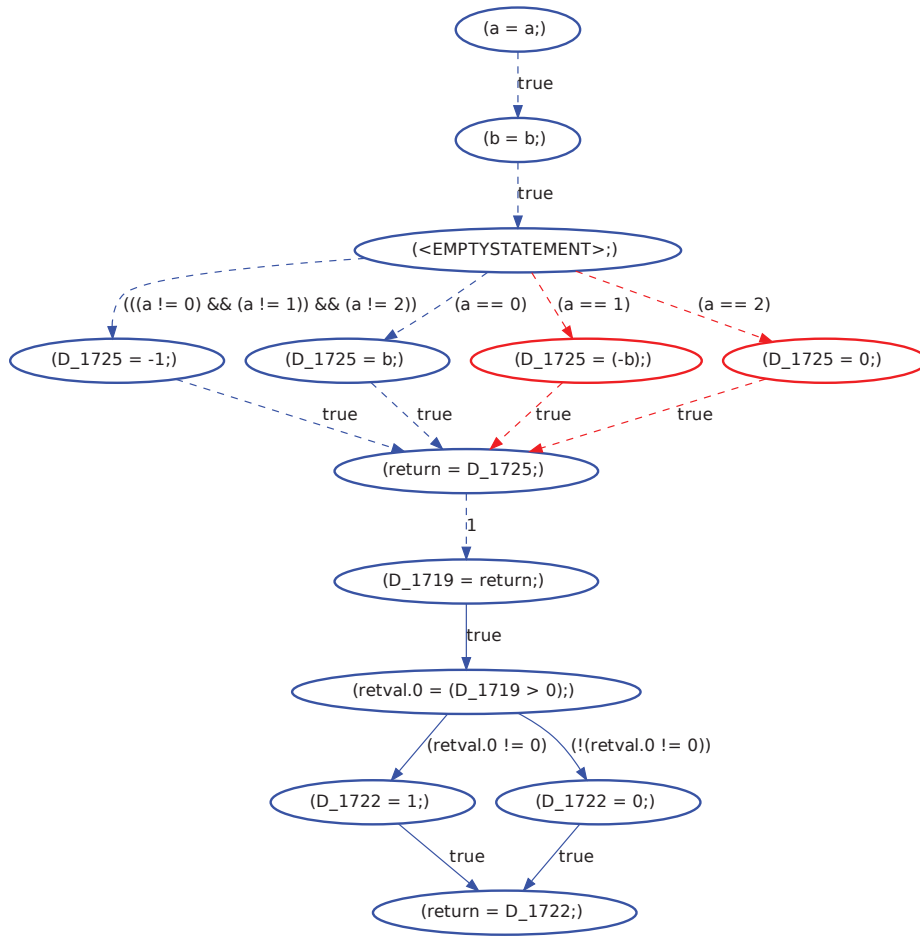 (a = a;)
true
(b = b;)
true
(<EMPTYSTATEMENT>;)
(((a != 0) && (a != 1)) && (a != 2))
(a == 0)
(a == 1)
(a == 2)
(D_1725 = -1;)
(D_1725 = b;)
(D_1725 = (-b);)
(D_1725 = 0;)
true
true
true
true
(return = D_1725;)
1
(D_1719 = return;)
true
(retval.0 = (D_1719 > 0);)
(retval.0 != 0)
(!(retval.0 != 0))
(D_1722 = 1;)
(D_1722 = 0;)
true
true
(return = D_1722;)